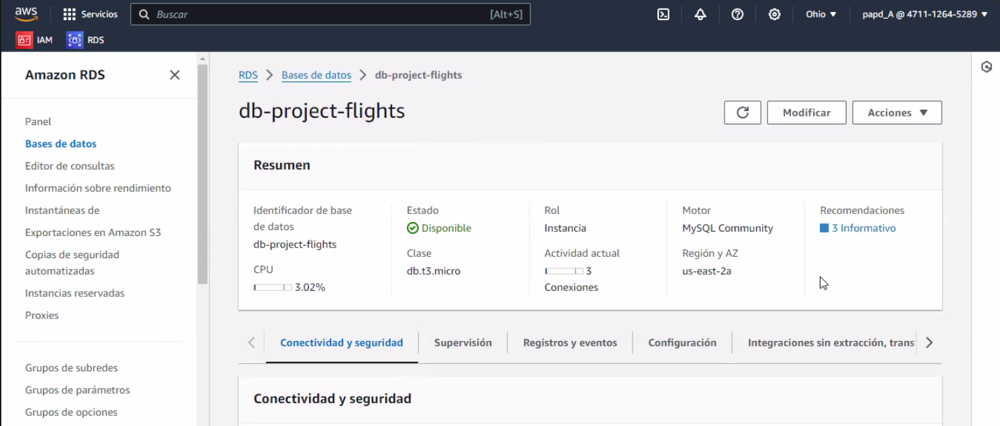 aws
Servicios
Buscar
[Alt+S]
Ohio
papd_A @ 4711-1264-5289
IAM
RDS
Amazon RDS
Panel
Bases de datos
Editor de consultas
Información sobre rendimiento
Instantáneas de
Exportaciones en Amazon S3
Copias de seguridad
automatizadas
Instancias reservadas
Proxies
Grupos de subredes
Grupos de parámetros
Grupos de opciones
RDS > Bases de datos > db-project-flights
db-project-flights
Modificar
Acciones
Resumen
Identificador de base
de datos
db-project-flights
CPU
3.02%
Estado
Disponible
Clase
db.t3.micro
Rol
Instancia
Actividad actual
3
Conexiones
Motor
MySQL Community
Región y AZ
us-east-2a
Recomendaciones
3 Informativo
Conectividad y seguridad
Supervisión
Registros y eventos
Configuración
Integraciones sin extracción, trans
Conectividad y seguridad